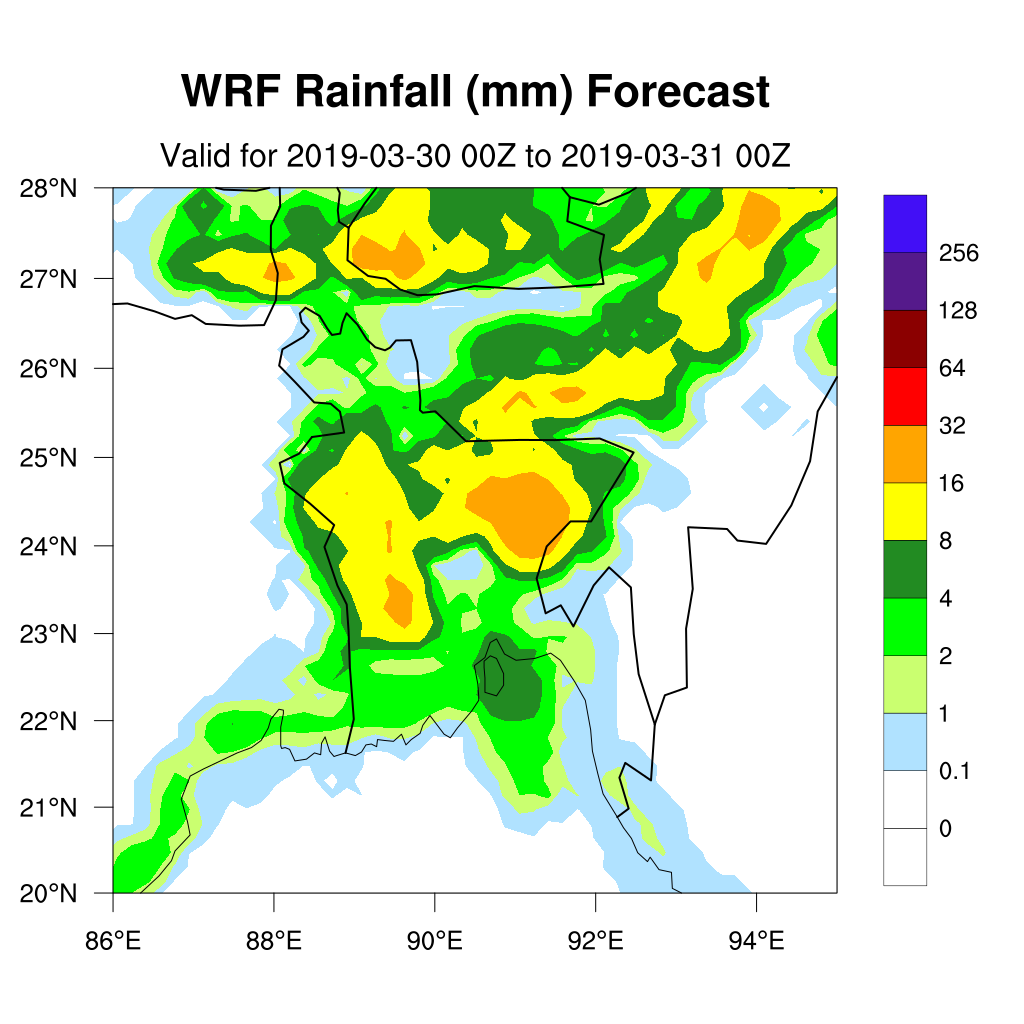 WRF Rainfall (mm) Forecast
Valid for 2019-03-30 00Z to 2019-03-31 00Z
28°N
27°N
26°N
25°N
24°N
23°N
22°N
21°N
20°N
86°E 88°E 90°E 92°E 94°E
256
128
64
32
16
8
4
2
1
0.1
0